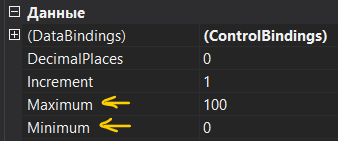 Данные
(DataBindings) (ControlBindings)
DecimalPlaces 0
Increment 1
Maximum 100
Minimum 0